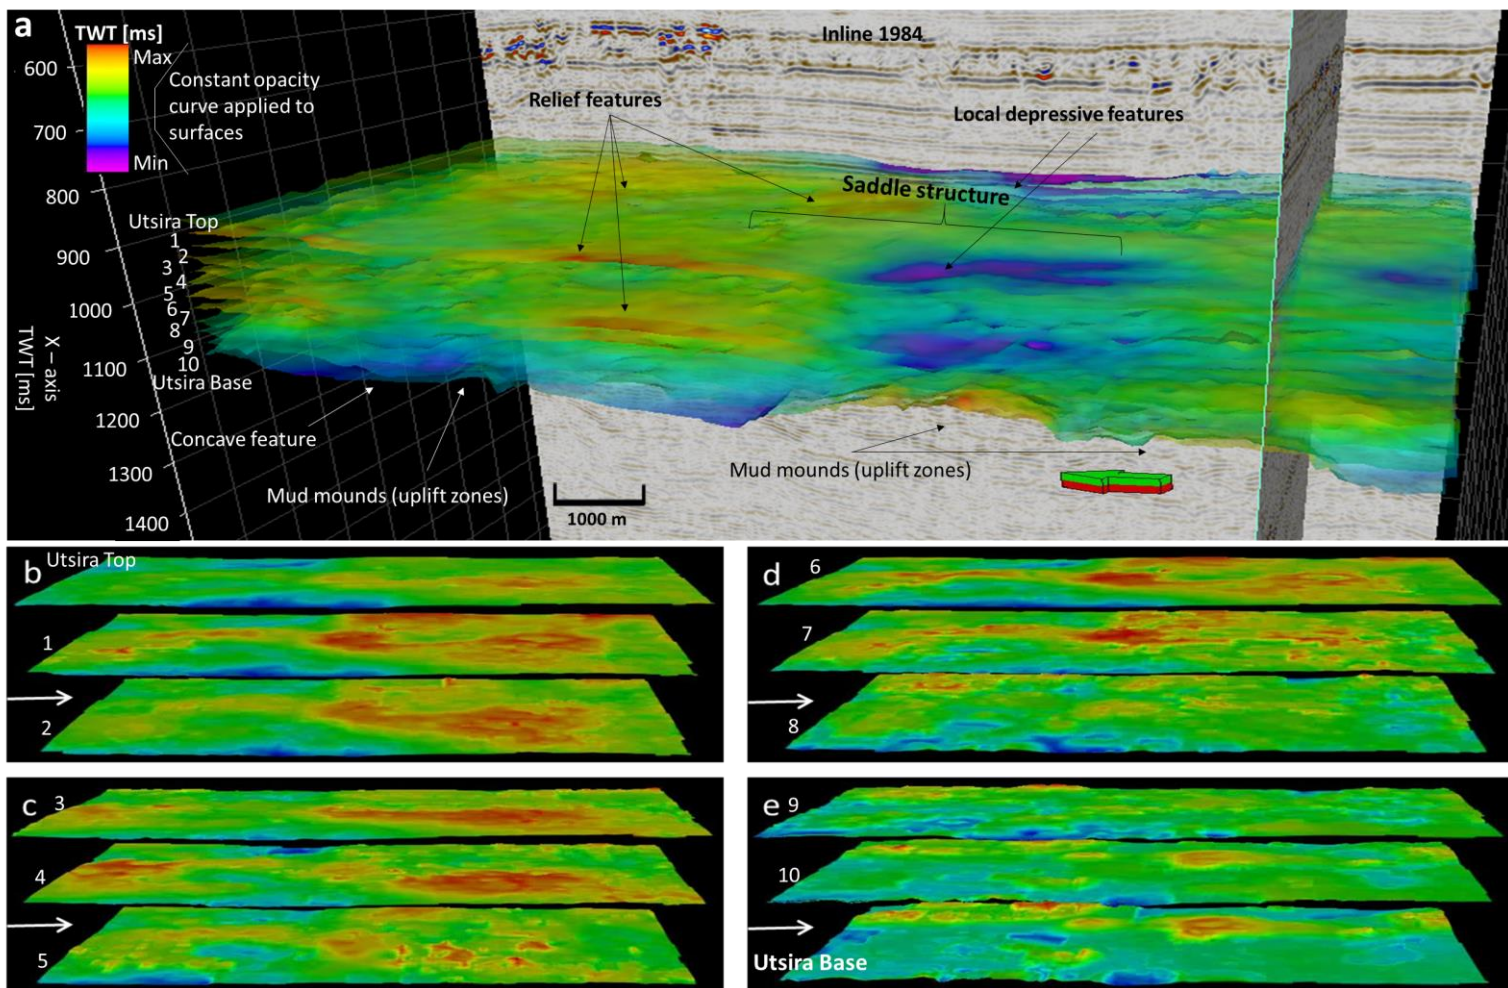 a
TWT [ms]
Max
Min
Constant opacity
curve applied to
surfaces
Inline 1984
Relief features
Local depressive features
Saddle structure
600
700
800
900
1000
1100
1200
1300
1400
X – axis
TWT [ms]
Utsira Top
1
2
3
4
5
6
7
8
9
10
Utsira Base
Concave feature
Mud mounds (uplift zones)
Mud mounds (uplift zones)
1000 m
b
Utsira Top
1
2
c
3
4
5
d
6
7
8
e
9
10
Utsira Base